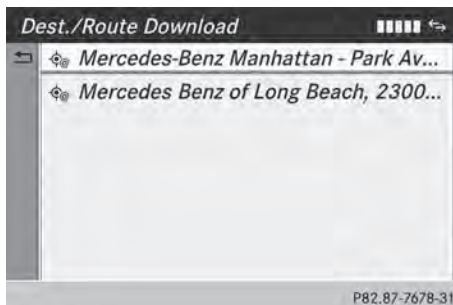 Dest./Route Download
Mercedes-Benz Manhattan - Park Av...
Mercedes Benz of Long Beach, 2300...
P82.87-7678-31